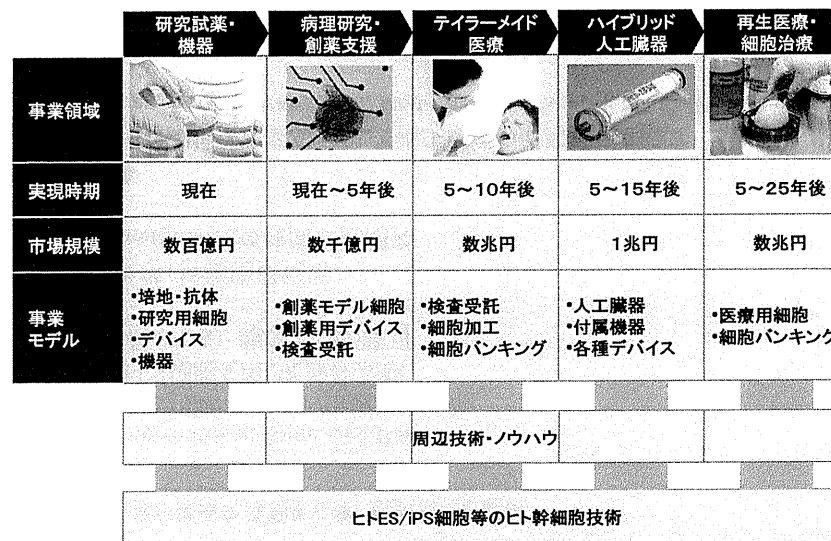 研究試薬・
機器
病理研究・
創薬支援
テイラーメイド
医療
ハイブリッド
人工臓器
再生医療・
細胞治療
事業領域
実現時期
現在
現在～5年後
5～10年後
5～15年後
5～25年後
市場規模
数百億円
数千億円
数兆円
1兆円
数兆円
事業
モデル
・培地・抗体
・研究用細胞
・デバイス
・機器
・創薬モデル細胞
・創薬用デバイス
・検査受託
・検査受託
・細胞加工
・細胞バンキング
・人工臓器
・付属機器
・各種デバイス
・医療用細胞
・細胞バンキング
周辺技術・ノウハウ
ヒトES/iPS細胞等のヒト幹細胞技術